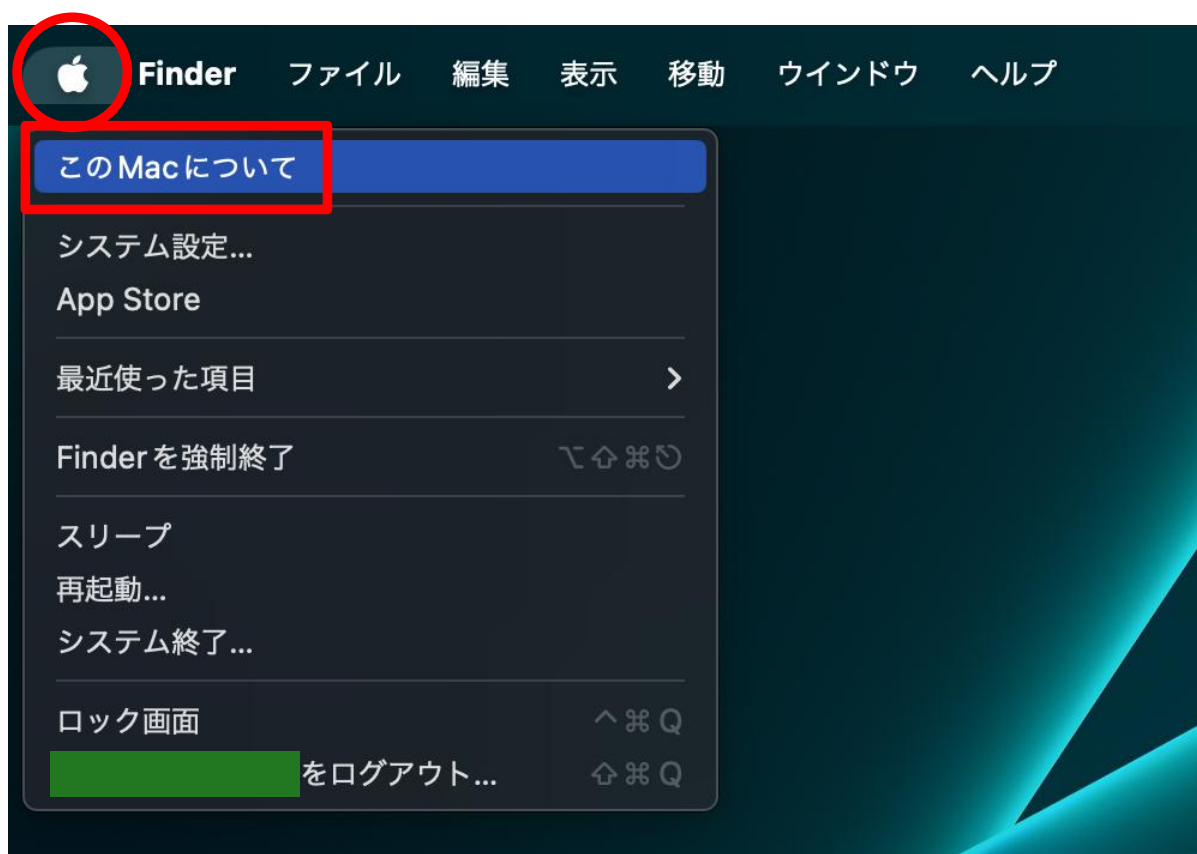 Finder ファイル 編集 表示 移動 ウインドウ ヘルプ
このMacについて
システム設定...
App Store
最近使った項目
Finderを強制終了 ⌥⇧⌘⎋
スリープ
再起動...
システム終了...
ロック画面 ^⌘Q
をログアウト... ⇧⌘Q